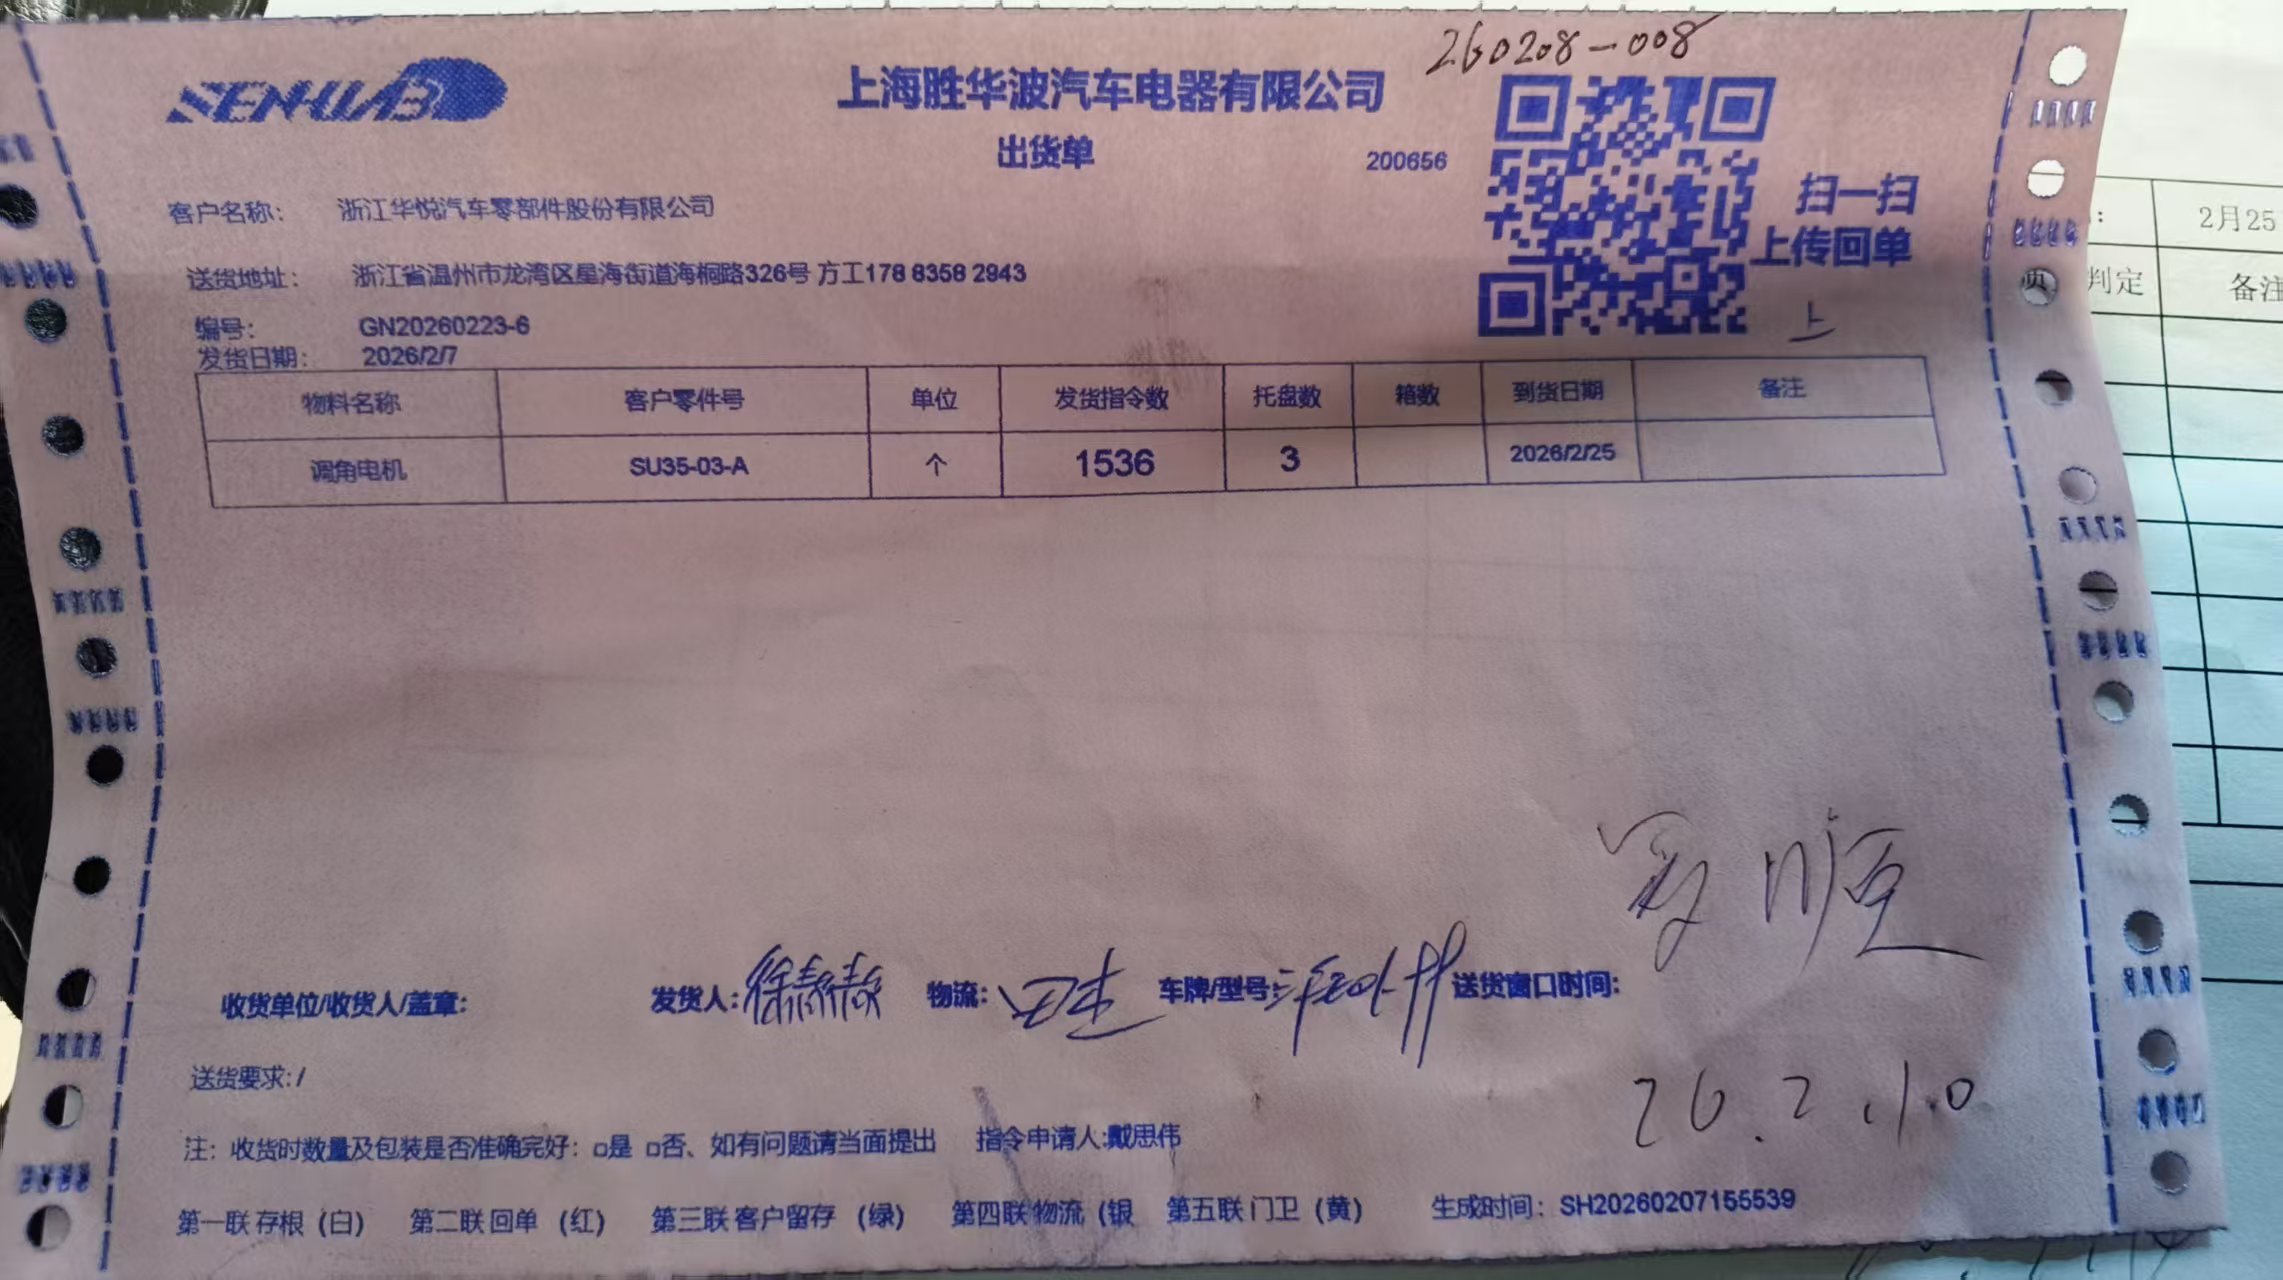 260208-008
SENHUAB
上海胜华波汽车电器有限公司
出货单
200656
扫一扫
上传回单
上
客户名称： 浙江华悦汽车零部件股份有限公司
送货地址： 浙江省温州市龙湾区星海街道海桐路326号 方工178 8358 2943
编号： GN20260223-6
发货日期： 2026/2/7
物料名称 客户零件号 单位 发货指令数 托盘数 箱数 到货日期 备注
调角电机 SU35-03-A 个 1536 3 2026/2/25
收货单位/收货人/盖章： 发货人： 物流： 车牌/型号： 送货窗口时间：
26.2.10
送货要求：/
注：收货时数量及包装是否准确完好：□是 □否、如有问题请当面提出 指令申请人:戴思伟
第一联 存根（白） 第二联 回单 （红） 第三联 客户留存 （绿） 第四联 物流（银 第五联 门卫（黄） 生成时间：SH20260207155539
2月25
判定
备注